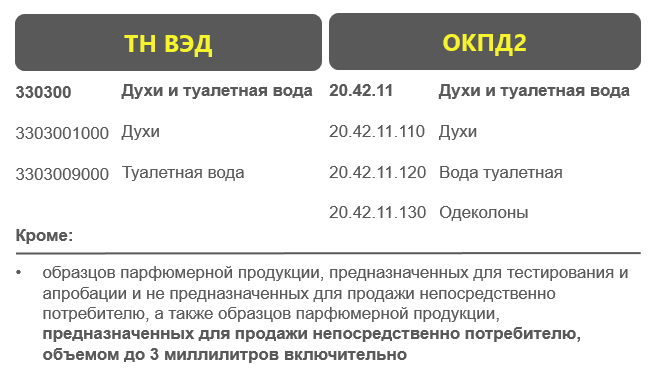 ТН ВЭД ОКПД2
330300 Духи и туалетная вода 20.42.11 Духи и туалетная вода
3303001000 Духи 20.42.11.110 Духи
3303009000 Туалетная вода 20.42.11.120 Вода туалетная
20.42.11.130 Одеколоны
Кроме:
• образцов парфюмерной продукции, предназначенных для тестирования и
апробации и не предназначенных для продажи непосредственно
потребителю, а также образцов парфюмерной продукции,
предназначенных для продажи непосредственно потребителю,
объемом до 3 миллилитров включительно